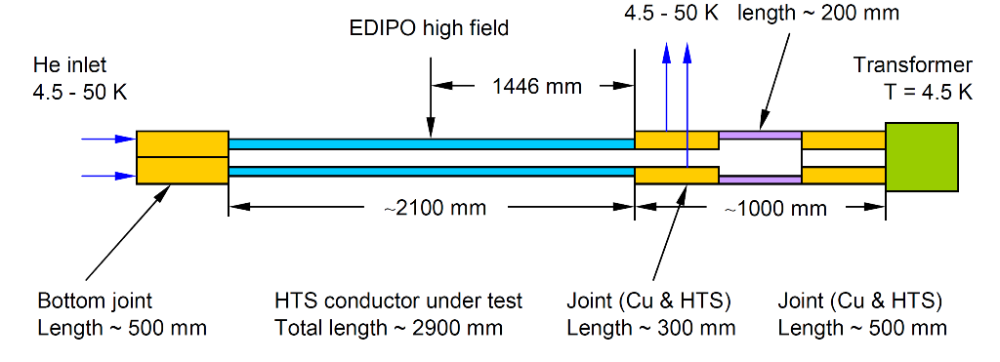 4.5 - 50 K length ~ 200 mm
EDIPO high field
He inlet
4.5 - 50 K
Transformer
T = 4.5 K
1446 mm
~2100 mm
~1000 mm
Bottom joint
Length ~ 500 mm
HTS conductor under test
Total length ~ 2900 mm
Joint (Cu & HTS)
Length ~ 300 mm
Joint (Cu & HTS)
Length ~ 500 mm